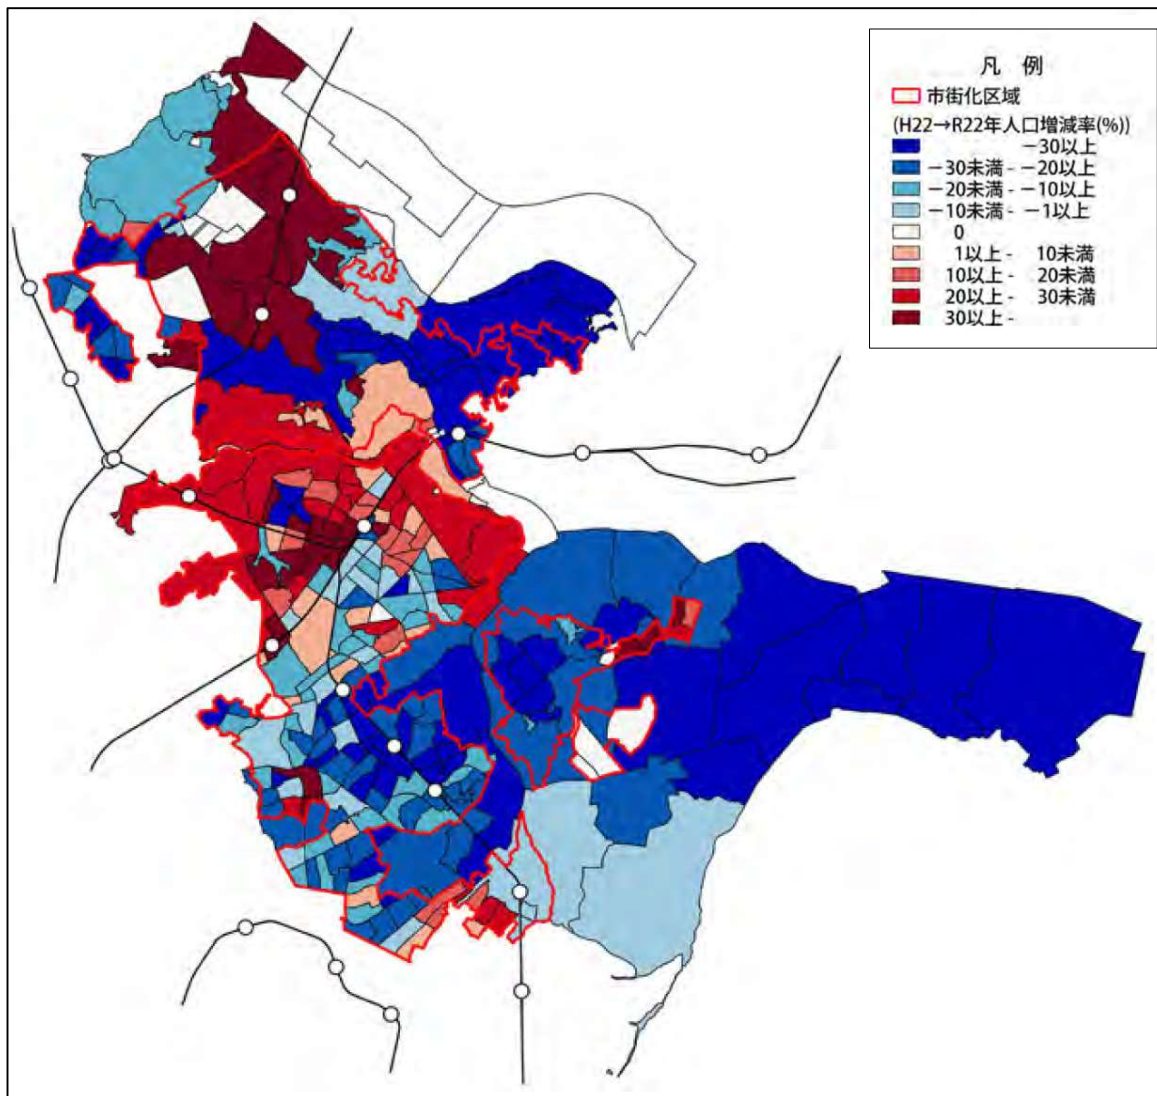 凡 例
市街化区域
(H22→R22年人口増減率(%))
－30以上
－30未満 - －20以上
－20未満 - －10以上
－10未満 - －1以上
0
1以上 - 10未満
10以上 - 20未満
20以上 - 30未満
30以上 -